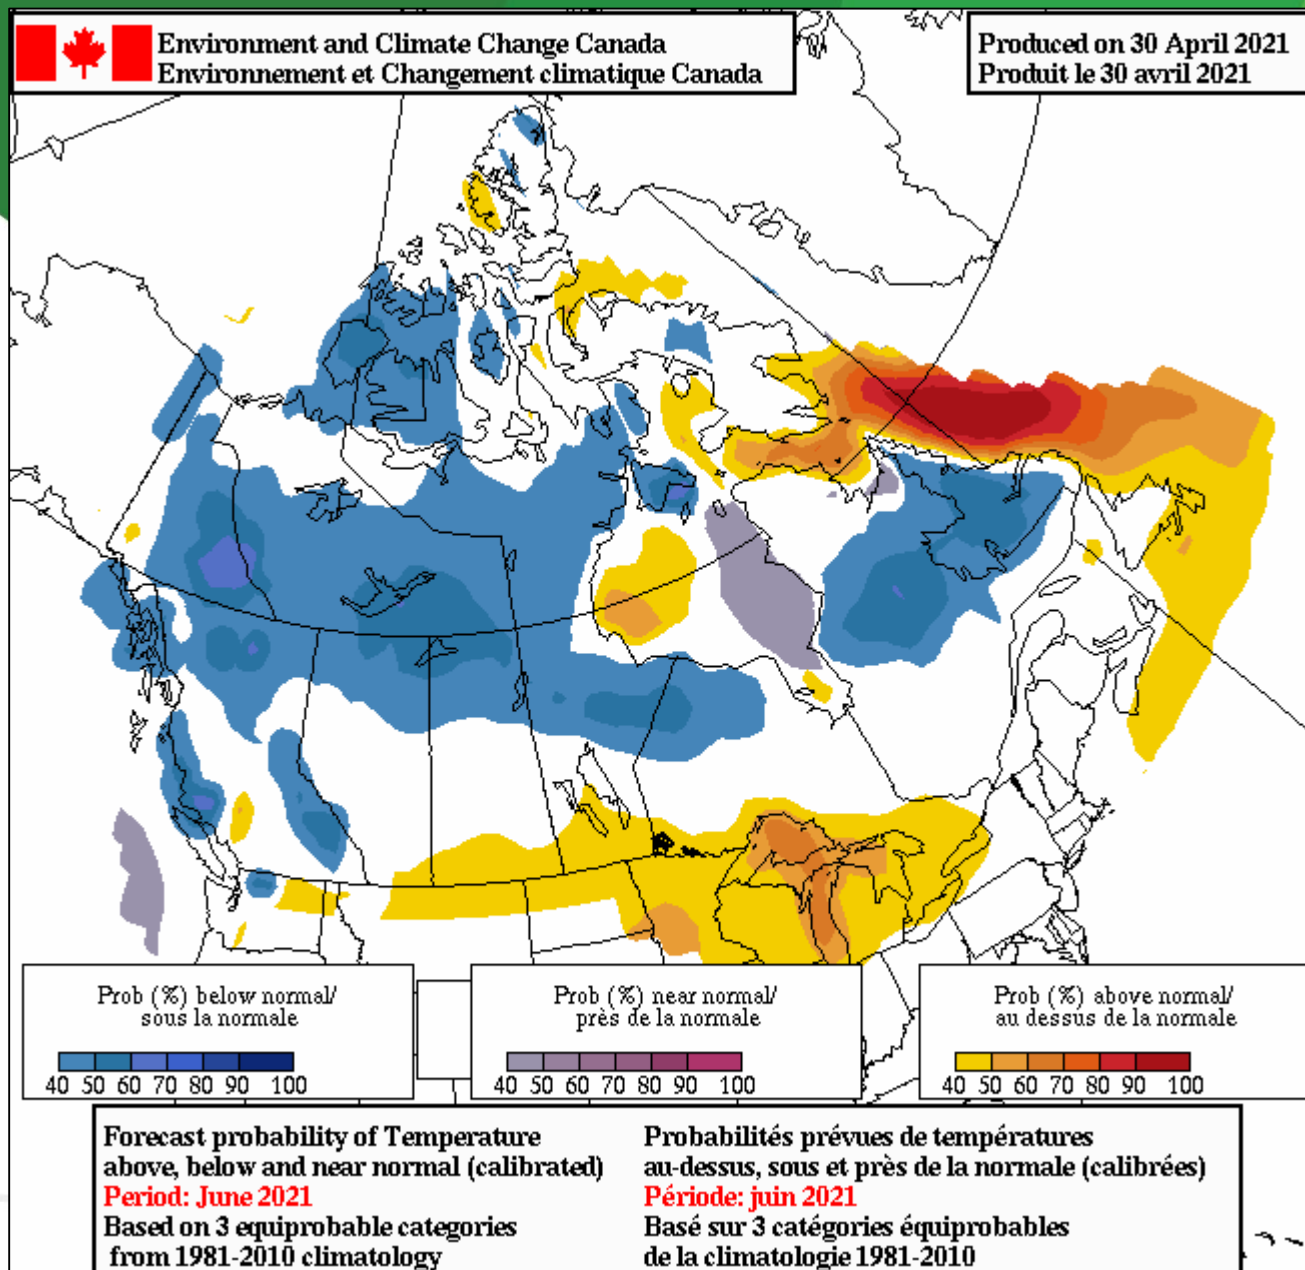 Environment and Climate Change Canada
Environnement et Changement climatique Canada
Produced on 30 April 2021
Produit le 30 avril 2021
Prob (%) below normal/
sous la normale
40 50 60 70 80 90 100
Prob (%) near normal/
près de la normale
40 50 60 70 80 90 100
Prob (%) above normal/
au dessus de la normale
40 50 60 70 80 90 100
Forecast probability of Temperature
above, below and near normal (calibrated)
Period: June 2021
Based on 3 equiprobable categories
from 1981-2010 climatology
Probabilités prévues de températures
au-dessus, sous et près de la normale (calibrées)
Période: juin 2021
Basé sur 3 catégories équiprobables
de la climatologie 1981-2010